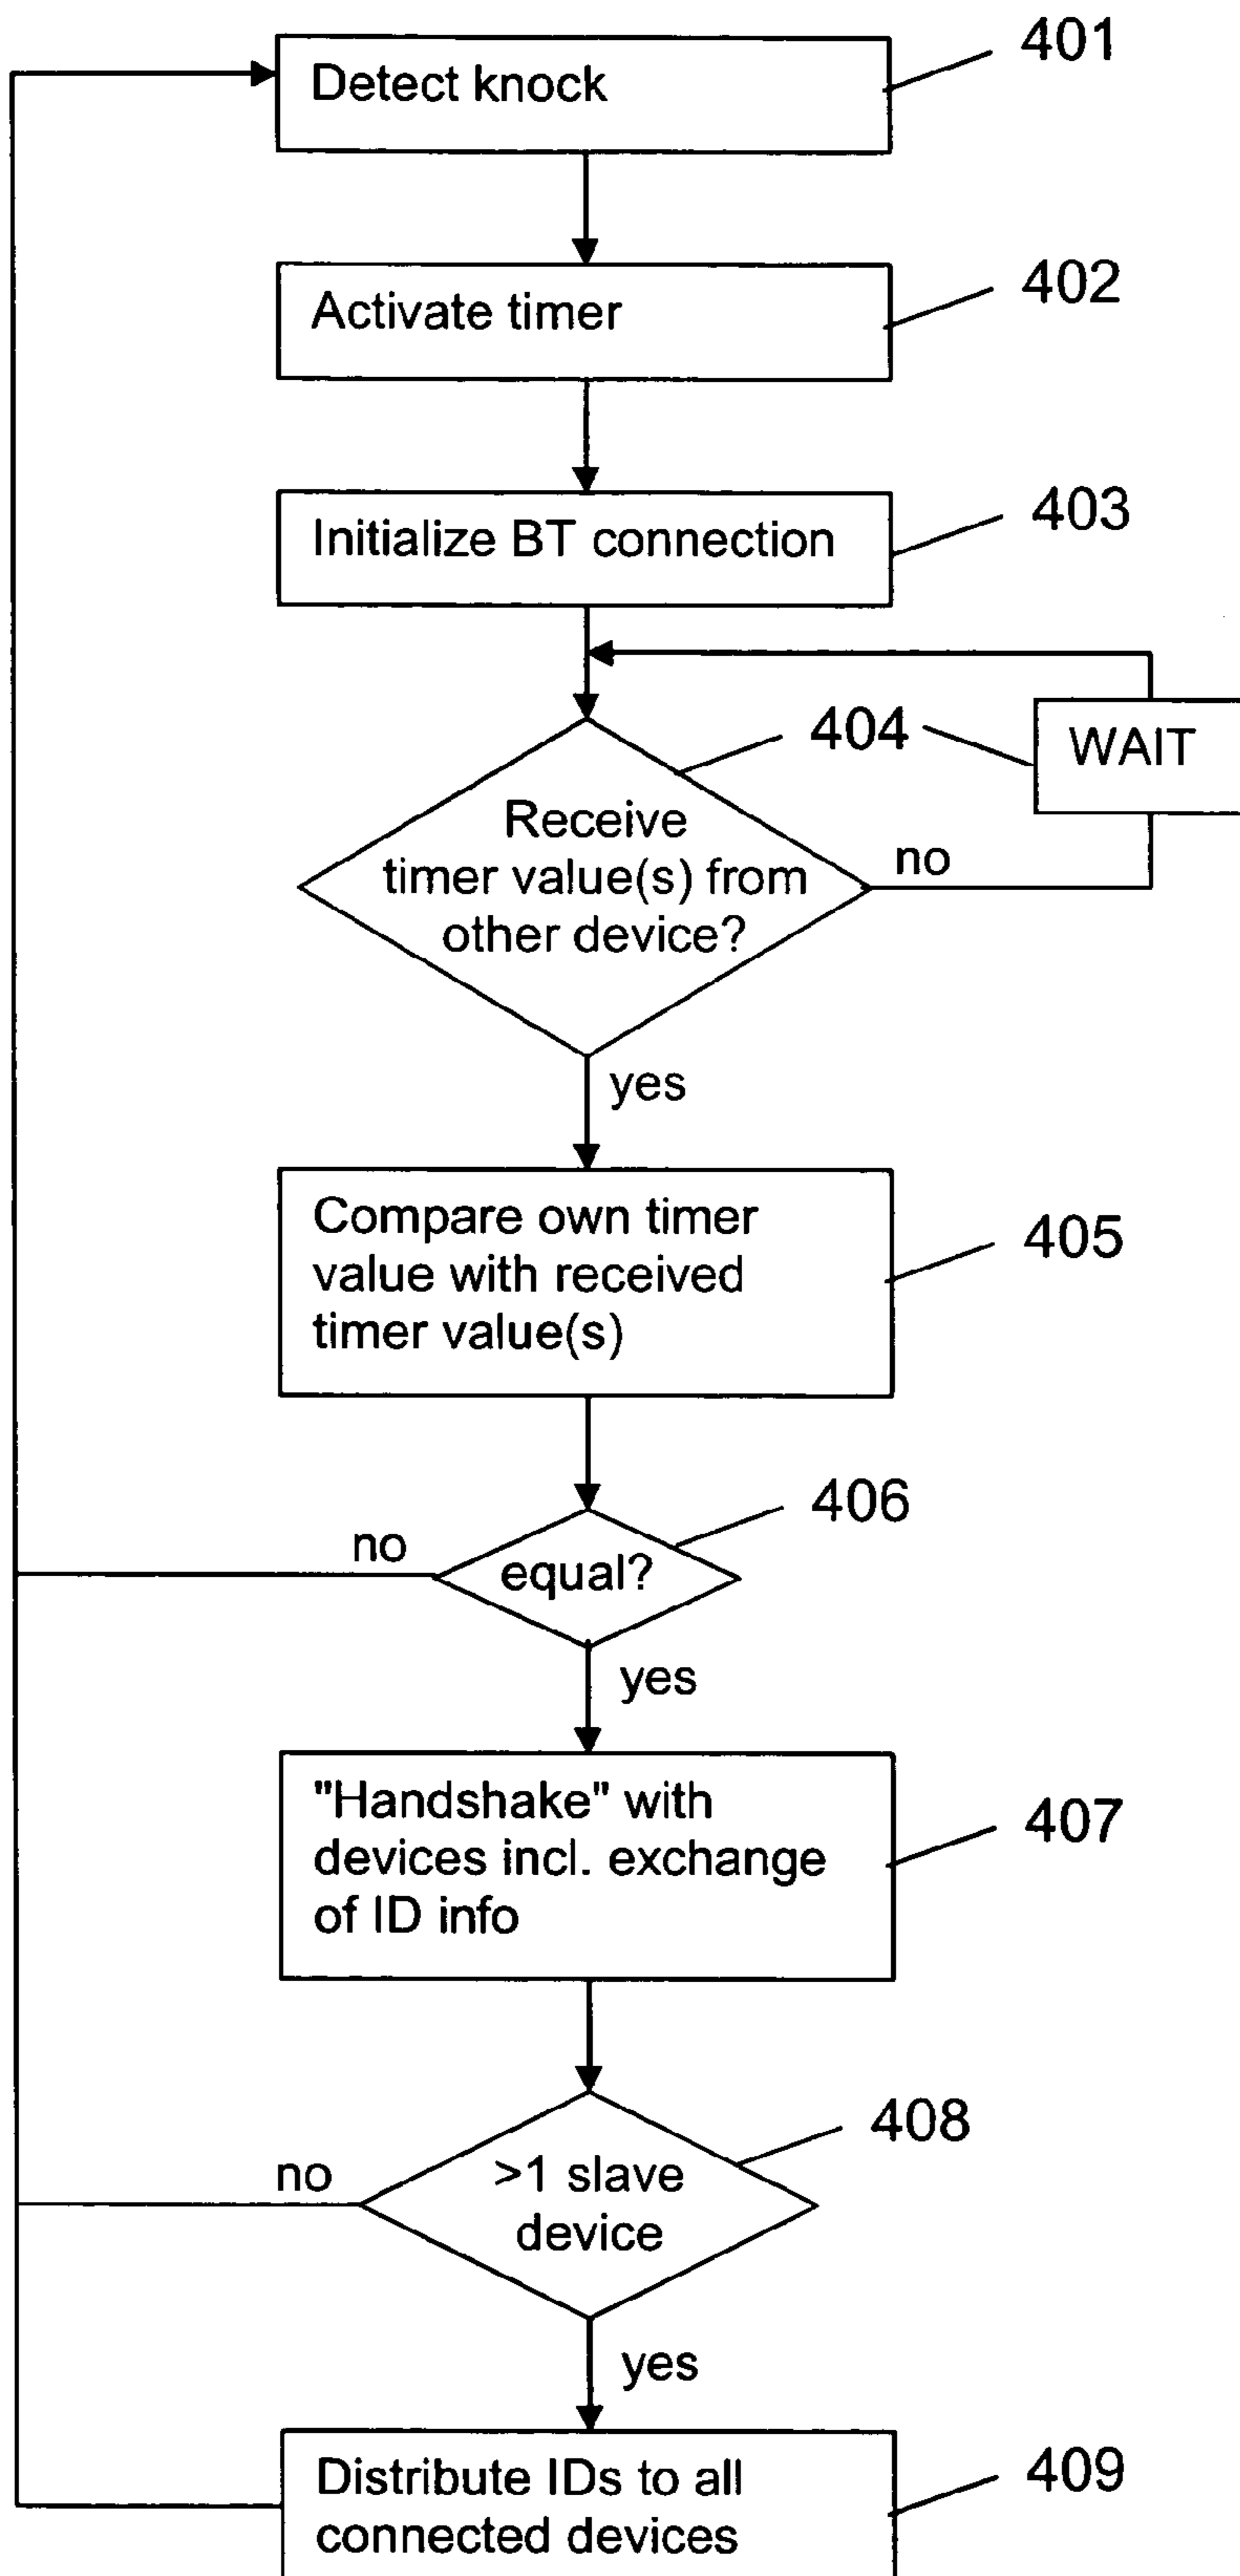 401
Detect knock
402
Activate timer
403
Initialize BT connection
404
WAIT
Receive
timer value(s) from
other device?
no
yes
Compare own timer
value with received
timer value(s)
405
406
no
equal?
yes
"Handshake" with
devices incl. exchange
of ID info
407
408
no
>1 slave
device
yes
Distribute IDs to all
connected devices
409